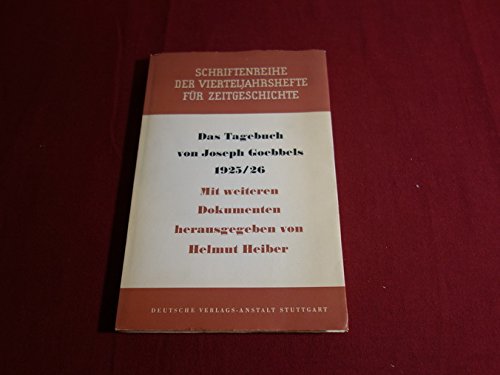 SCHRIFTENREIHE
DER VIERTELJAHRSHEFTE
FÜR ZEITGESCHICHTE
Das Tagebuch
von Joseph Goebbels
1925/26
Mit weiteren
Dokumenten
herausgegeben von
Helmut Heiber
DEUTSCHE VERLAGS-ANSTALT STUTTGART